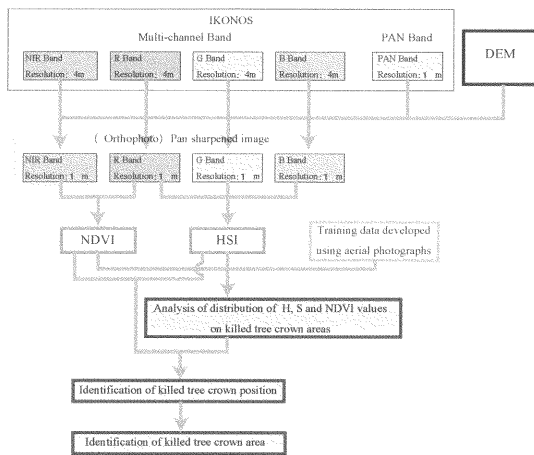 IKONOS
Multi-channel Band
PAN Band
NIR Band
Resolution: 4m
R Band
Resolution: 4m
G Band
Resolution: 4m
B Band
Resolution: 4m
PAN Band
Resolution: 1 m
DEM
( Orthophoto) Pan sharpened image
NIR Band
Resolution: 1 m
R Band
Resolution: 1 m
G Band
Resolution: 1 m
B Band
Resolution: 1 m
NDVI
HSI
Training data developed
using aerial photographs
Analysis of distribution of H, S and NDVI values
on killed tree crown areas
Identification of killed tree crown position
Identification of killed tree crown area